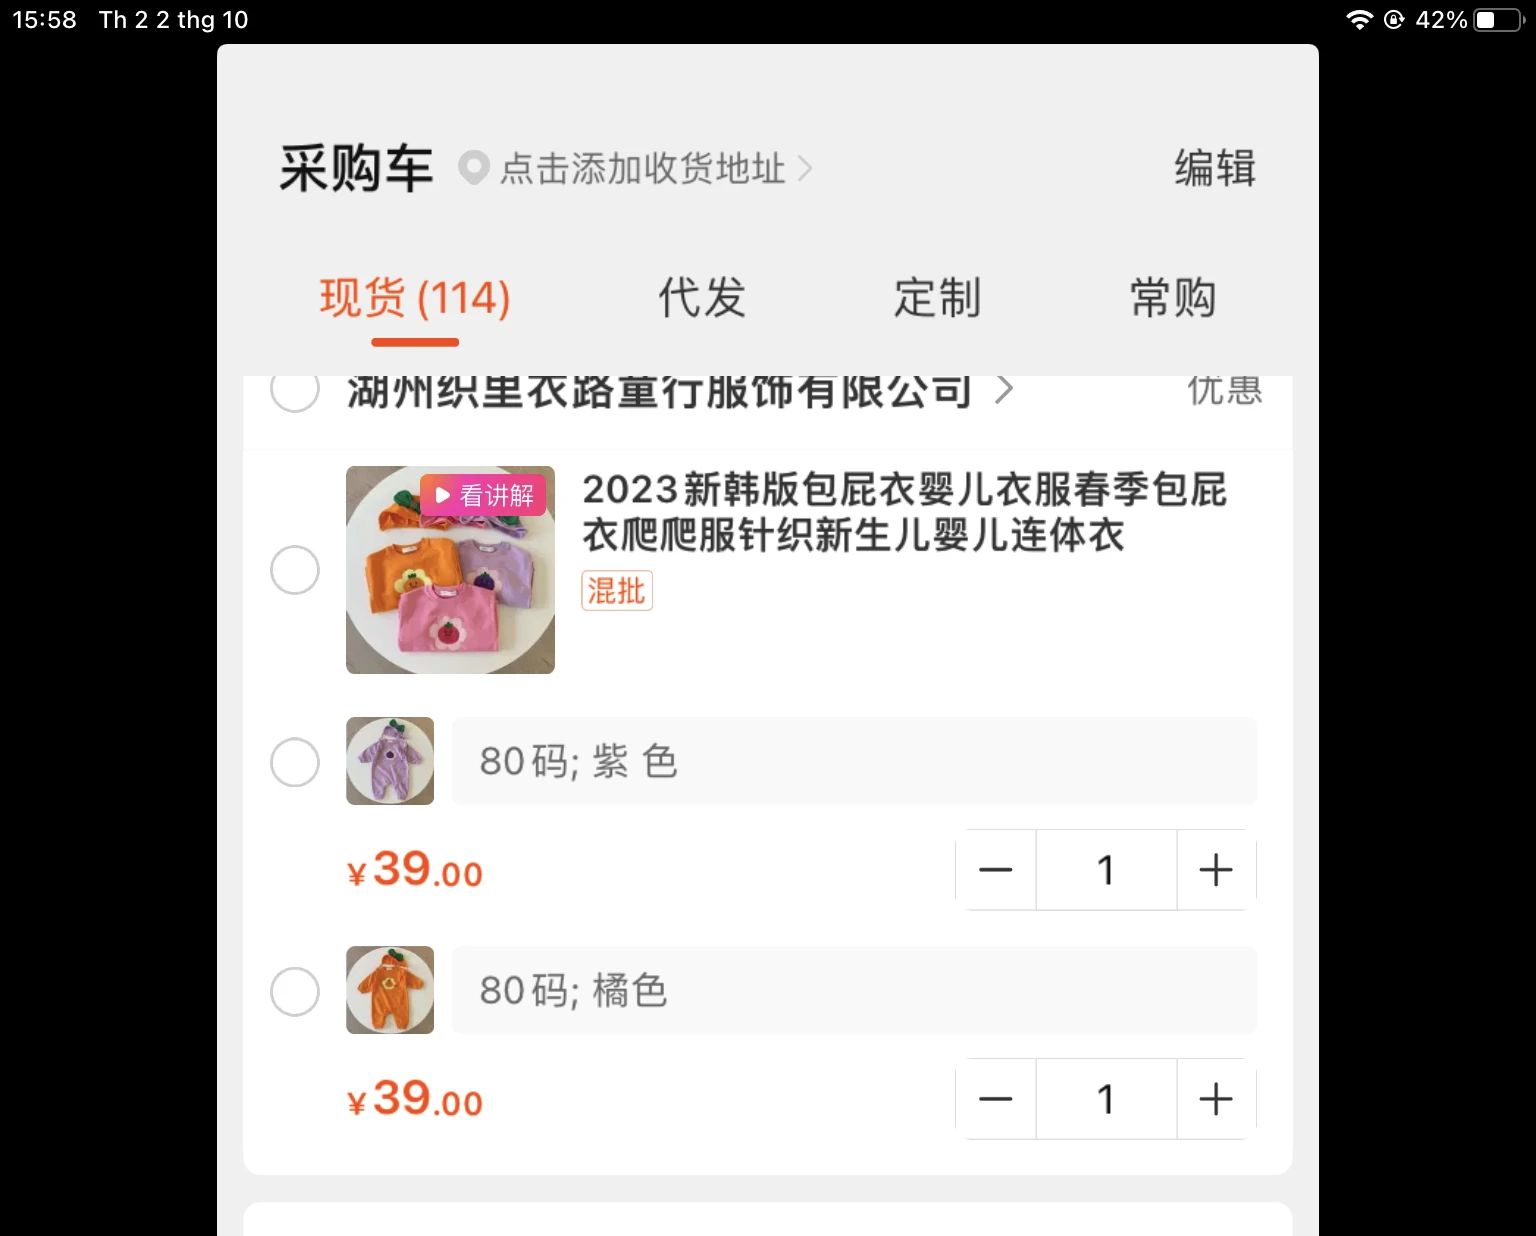 15:58 Th 2 2 thg 10 42%
采购车 点击添加收货地址 编辑
现货(114) 代发 定制 常购
湖州织里衣路童行服饰有限公司 优惠
看讲解
2023新韩版包屁衣婴儿衣服春季包屁
衣爬爬服针织新生儿婴儿连体衣
混批
80码; 紫 色
¥39.00 1
80码; 橘色
¥39.00 1